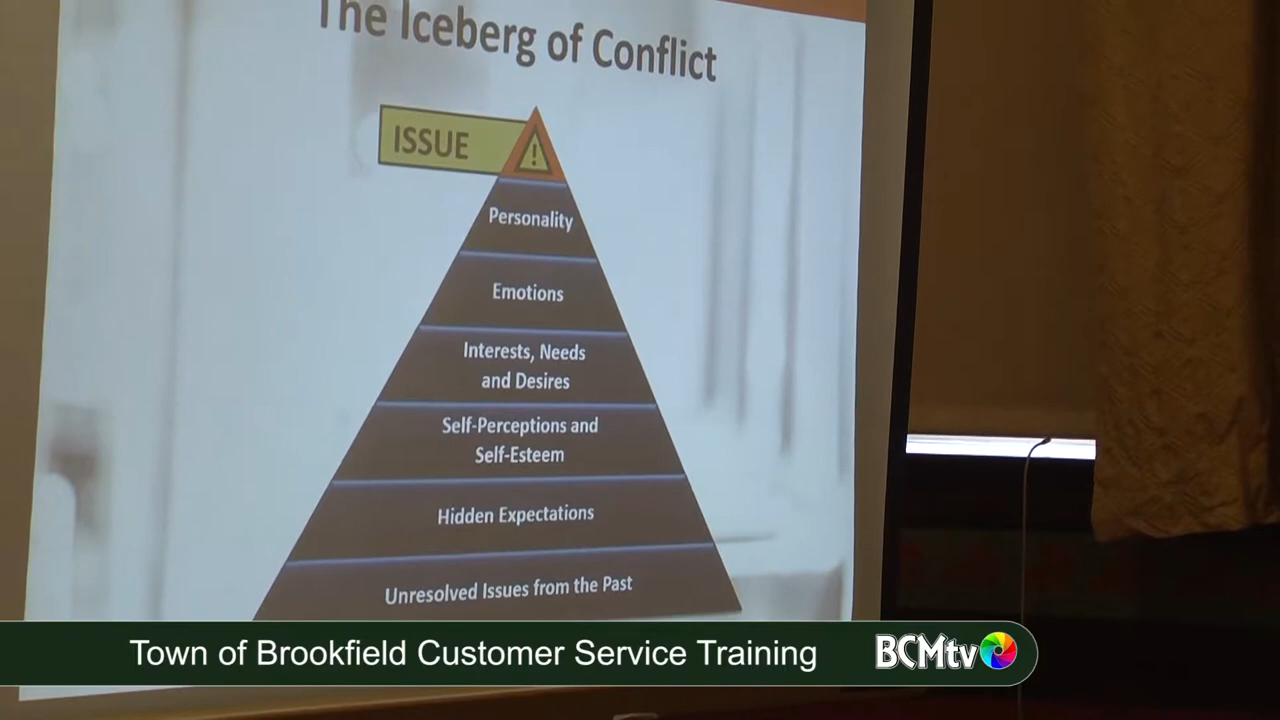 The Iceberg of Conflict
ISSUE
!
Personality
Emotions
Interests, Needs
and Desires
Self-Perceptions and
Self-Esteem
Hidden Expectations
Unresolved Issues from the Past
Town of Brookfield Customer Service Training
BCMtv